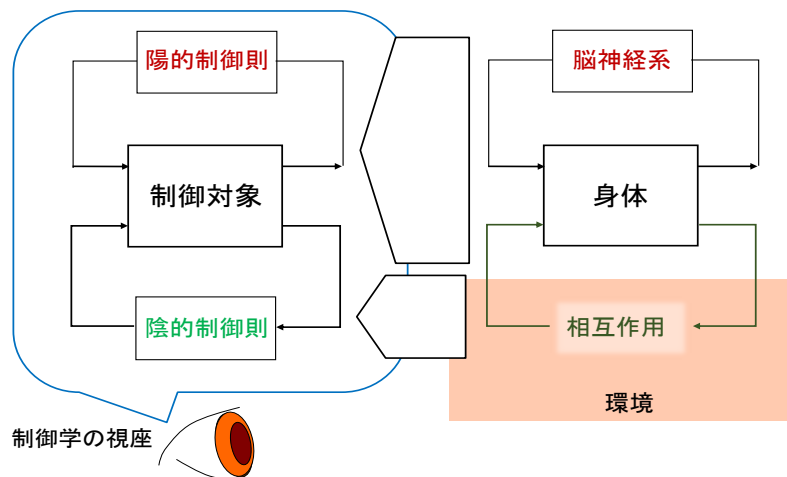 陽的制御則
脳神経系
制御対象
身体
陰的制御則
相互作用
環境
制御学の視座